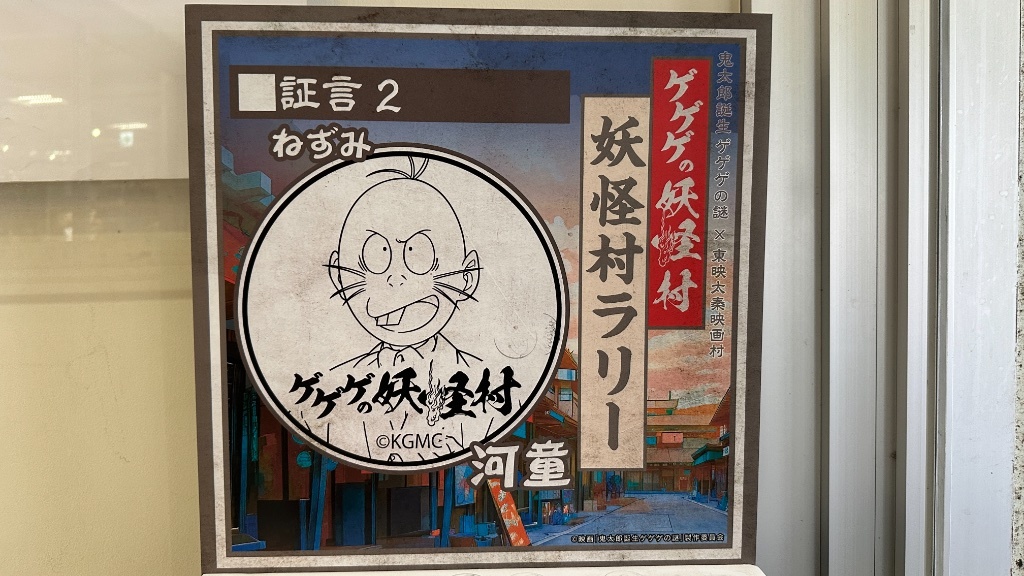 鬼太郎誕生 ゲゲゲの謎 × 東映太秦映画村
ゲゲゲの妖怪村
妖怪村ラリー
証言 2
ねずみ
ゲゲゲの妖怪村
©KGMC
河童
©映画「鬼太郎誕生ゲゲゲの謎」製作委員会